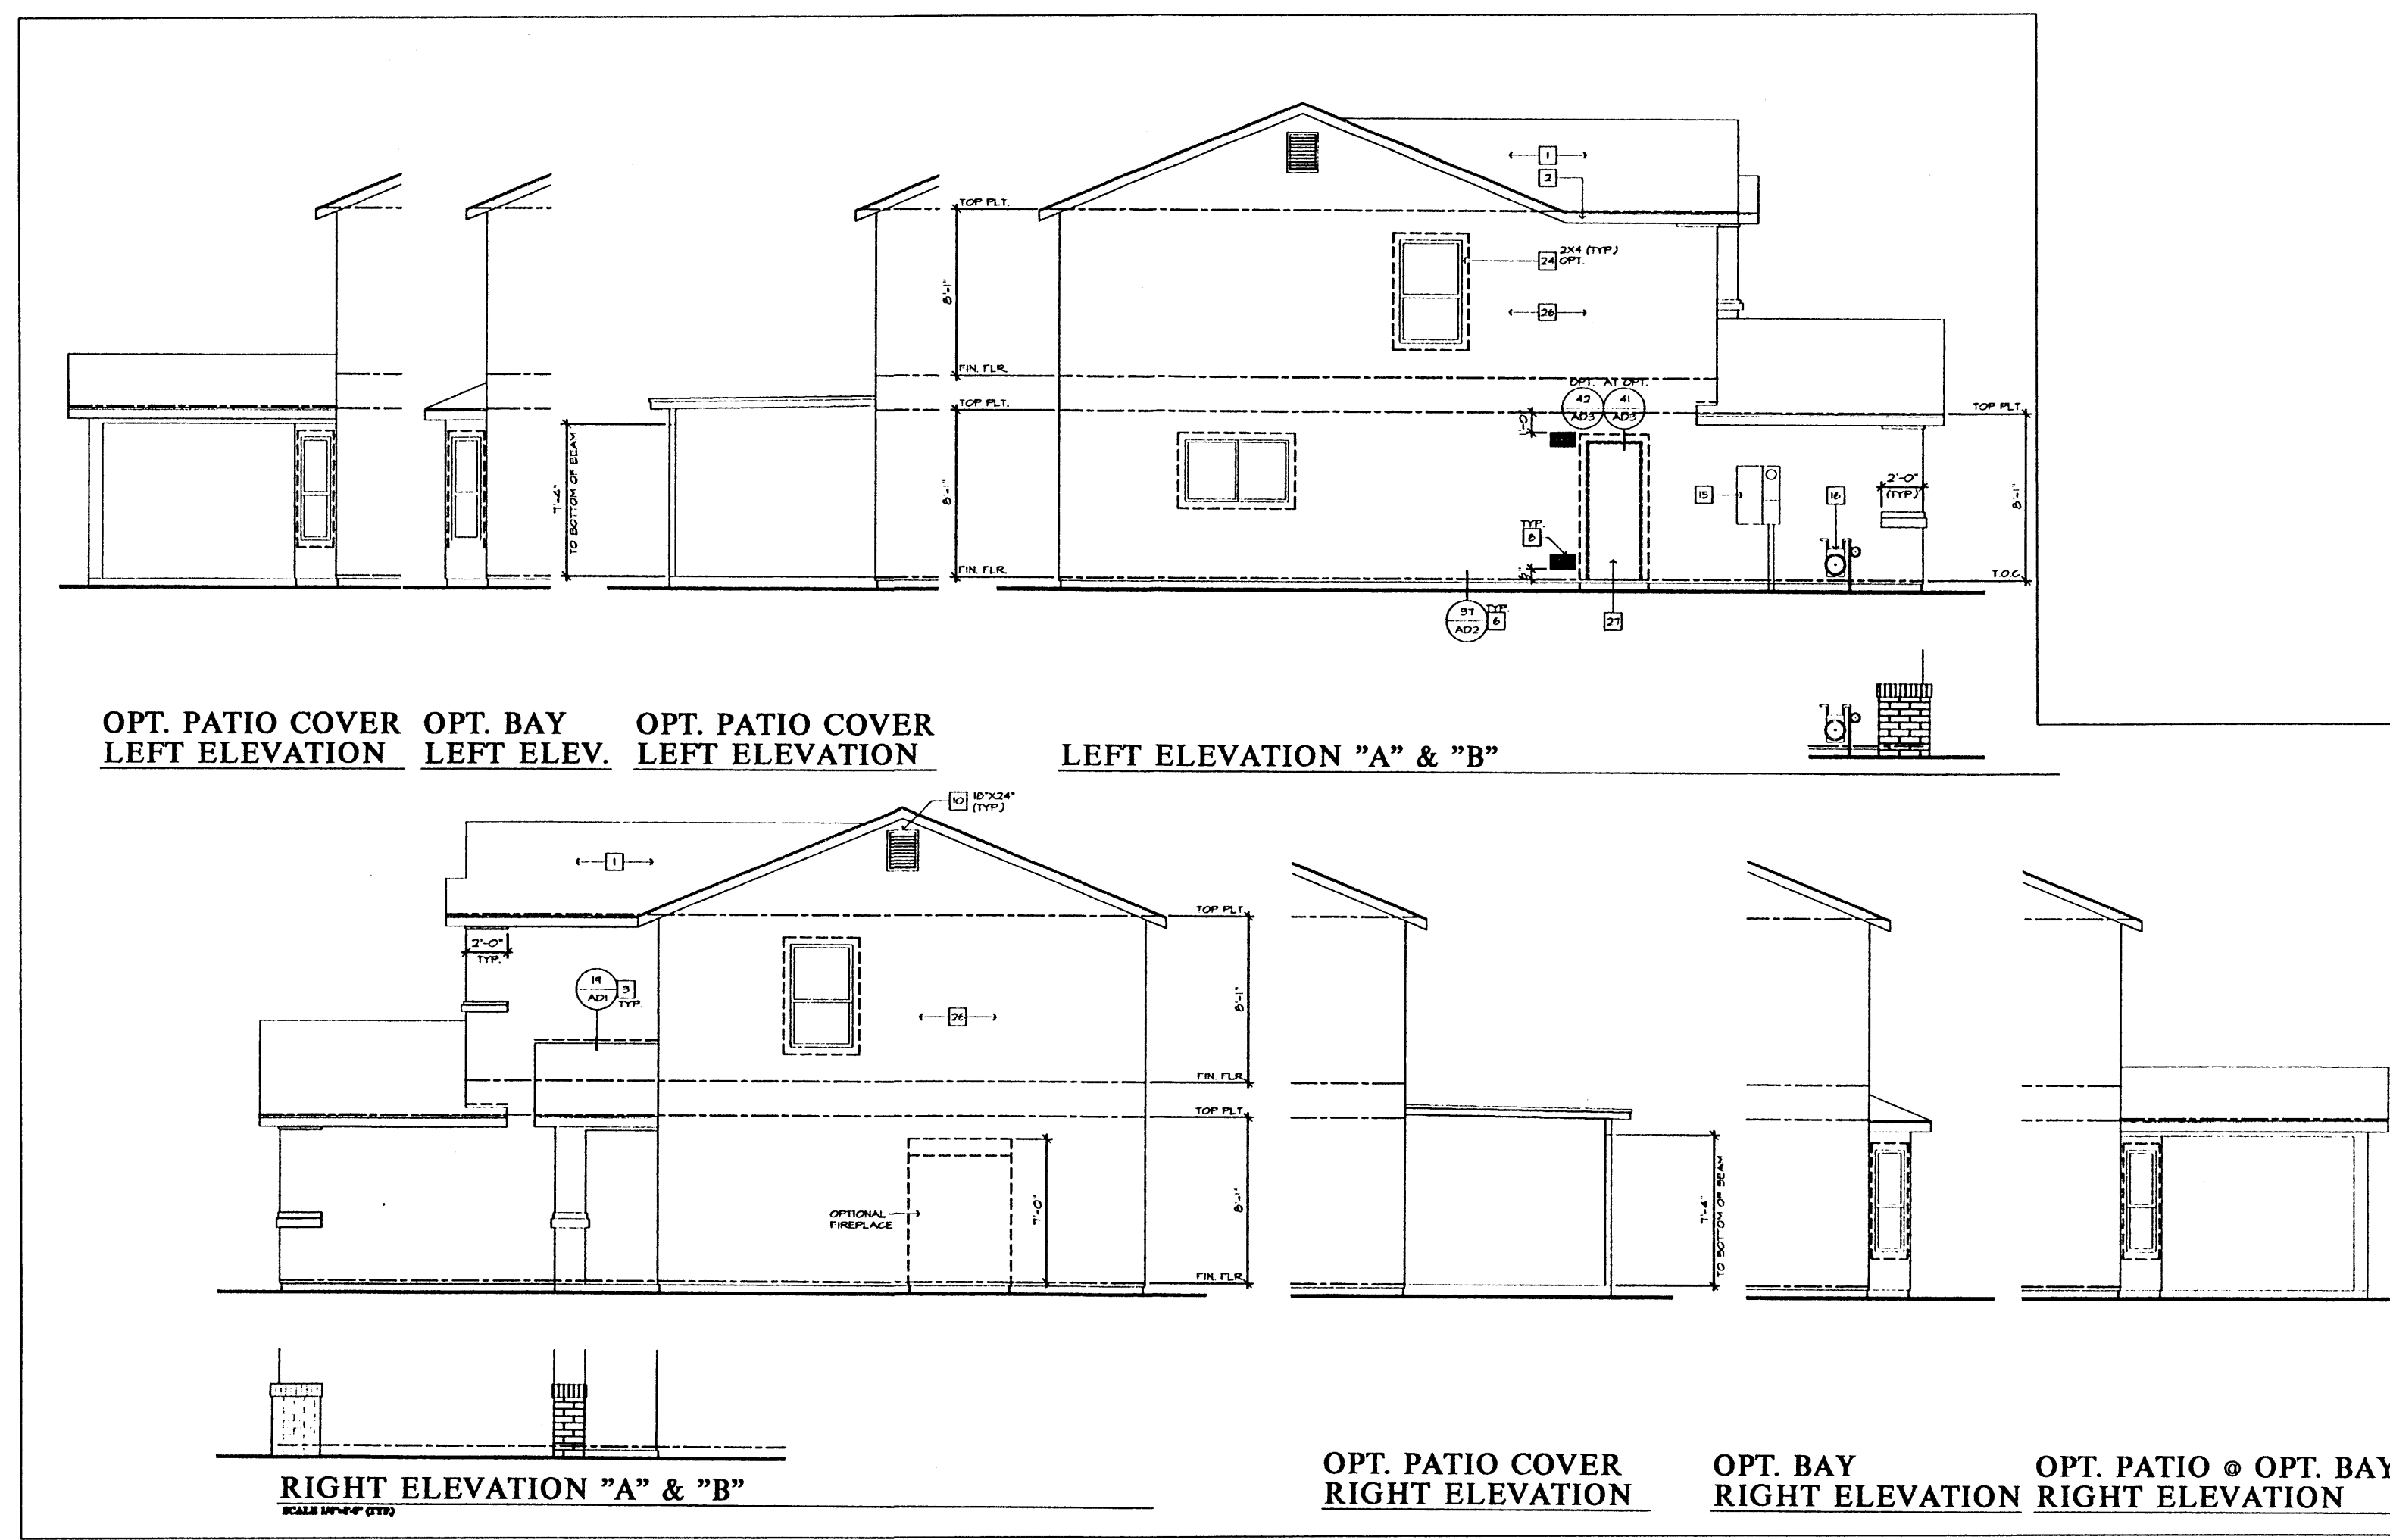 1
2
TOP PLT.
24
2X4 (TYP.)
OPT.
8'-1"
26
FIN. FLR.
TOP PLT.
OPT. AT OPT.
42
AD3
41
AD3
TOP PLT.
7'-4"
TO BOTTOM OF BEAM
8'-1"
15
16
2'-0"
(TYP.)
8'-1"
TYP.
8
FIN. FLR.
T.O.C.
37
AD2
TYP.
6
27
OPT. PATIO COVER
LEFT ELEVATION
OPT. BAY
LEFT ELEV.
OPT. PATIO COVER
LEFT ELEVATION
LEFT ELEVATION "A" & "B"
10
18"X24"
(TYP.)
1
TOP PLT.
2'-0"
TYP.
19
AD1
3
TYP.
8'-1"
26
FIN. FLR.
TOP PLT.
OPTIONAL
FIREPLACE
7'-0"
8'-1"
FIN. FLR.
7'-4"
TO BOTTOM OF BEAM
RIGHT ELEVATION "A" & "B"
OPT. PATIO COVER
RIGHT ELEVATION
OPT. BAY
RIGHT ELEVATION
OPT. PATIO @ OPT. BAY
RIGHT ELEVATION